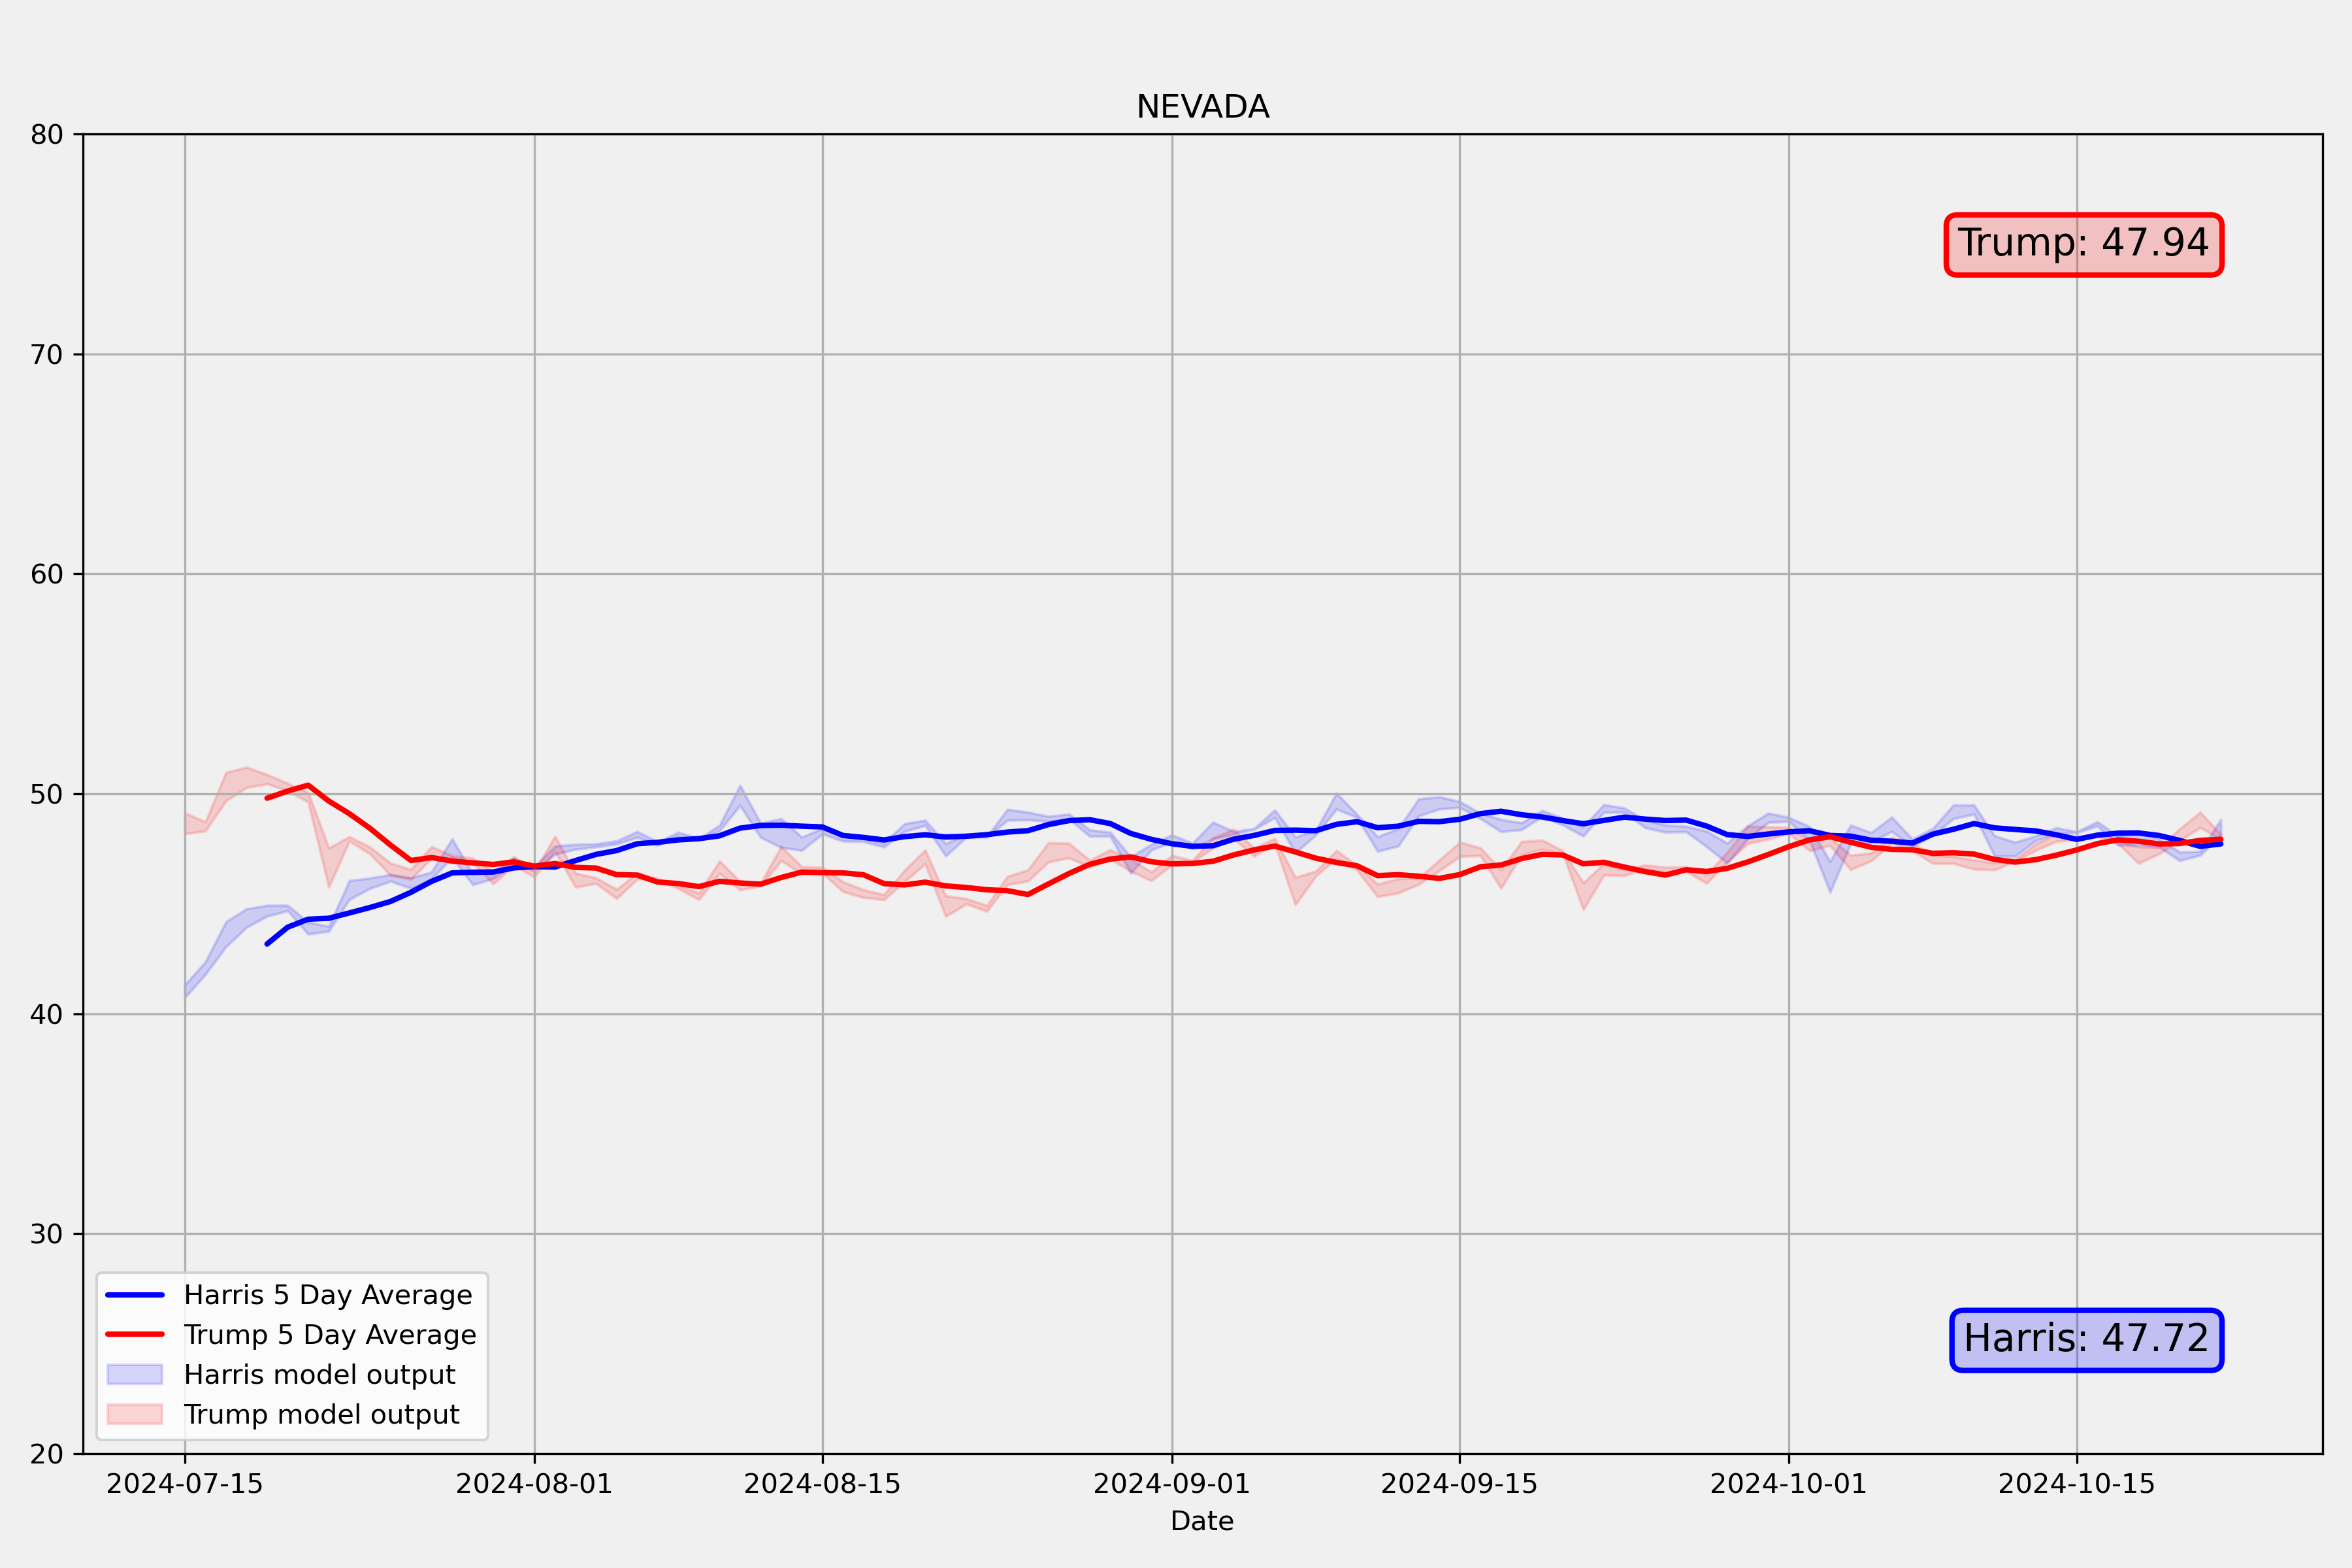 NEVADA
80
70
60
50
40
30
20
Trump: 47.94
Harris: 47.72
Harris 5 Day Average
Trump 5 Day Average
Harris model output
Trump model output
2024-07-15
2024-08-01
2024-08-15
2024-09-01
2024-09-15
2024-10-01
2024-10-15
Date